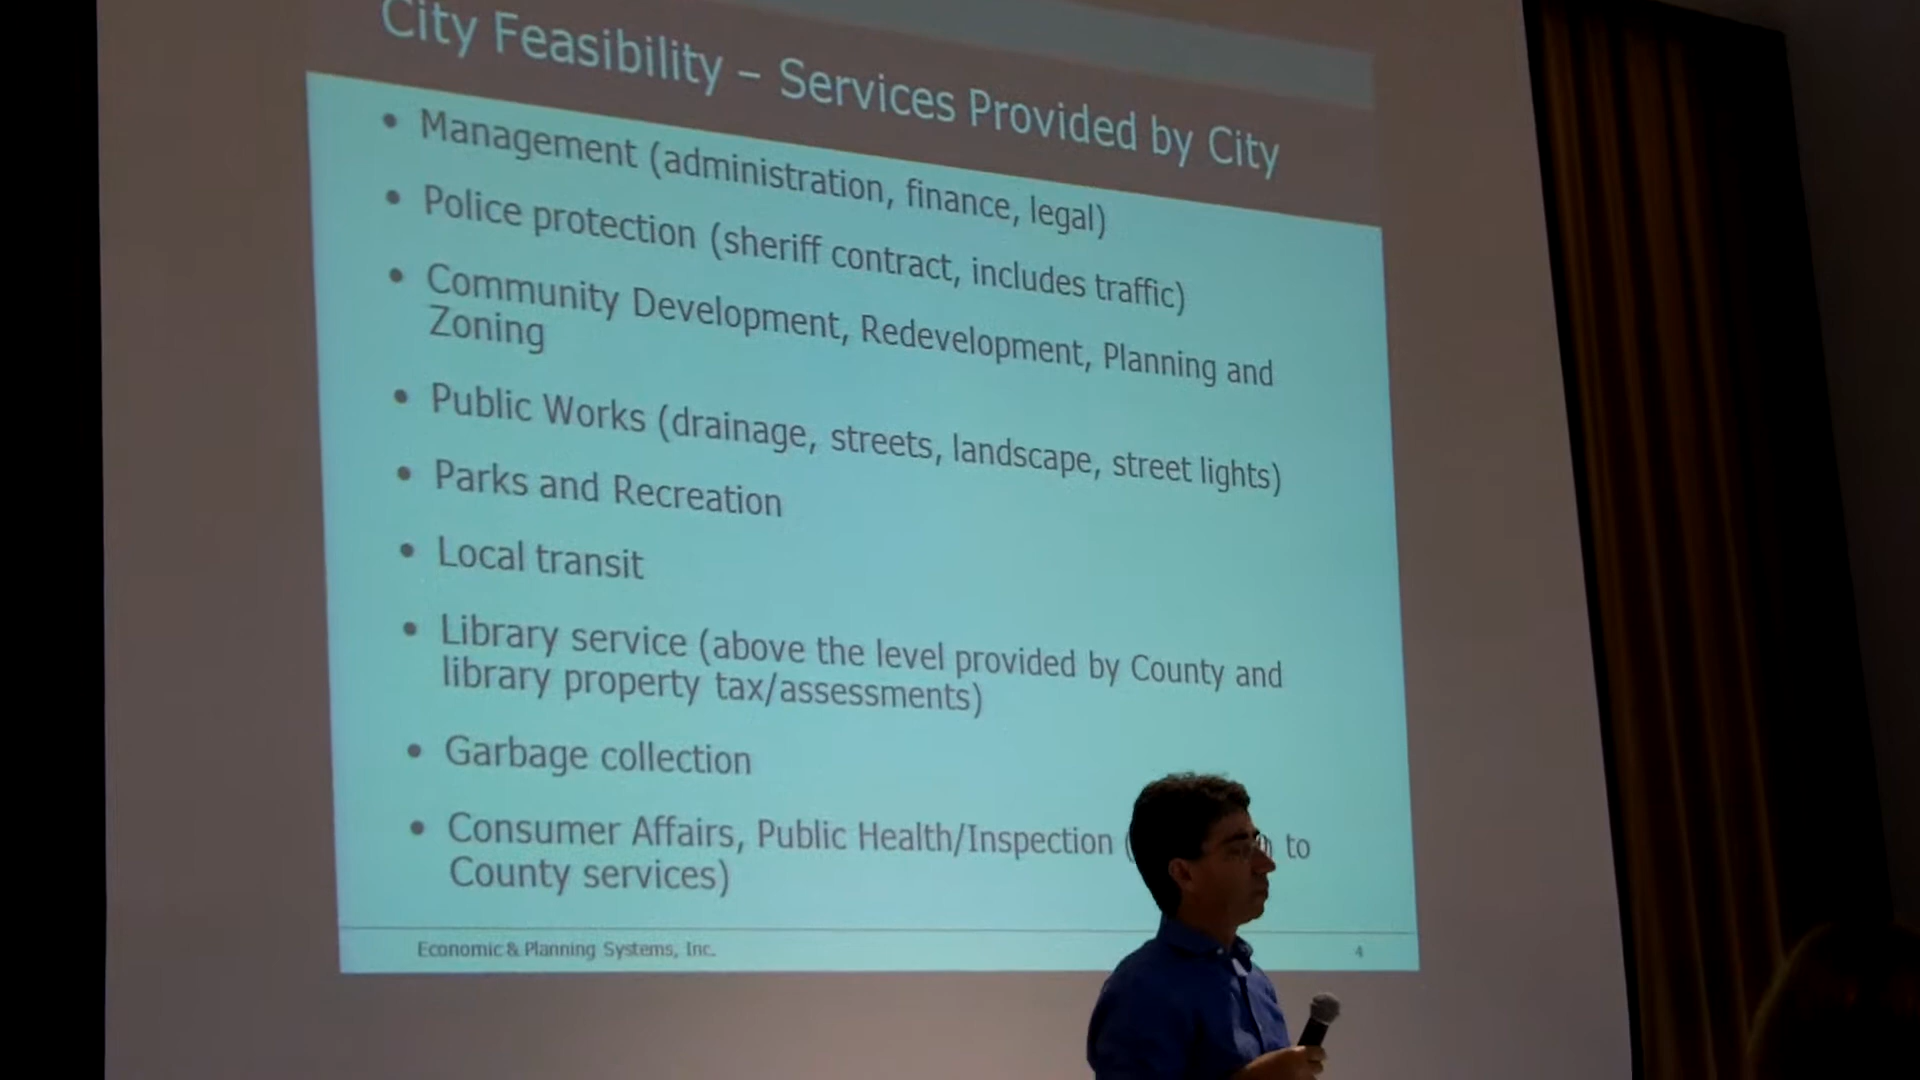 City Feasibility – Services Provided by City
• Management (administration, finance, legal)
• Police protection (sheriff contract, includes traffic)
• Community Development, Redevelopment, Planning and
Zoning
• Public Works (drainage, streets, landscape, street lights)
• Parks and Recreation
• Local transit
• Library service (above the level provided by County and
library property tax/assessments)
• Garbage collection
• Consumer Affairs, Public Health/Inspection ( to
County services)
Economic & Planning Systems, Inc.
4